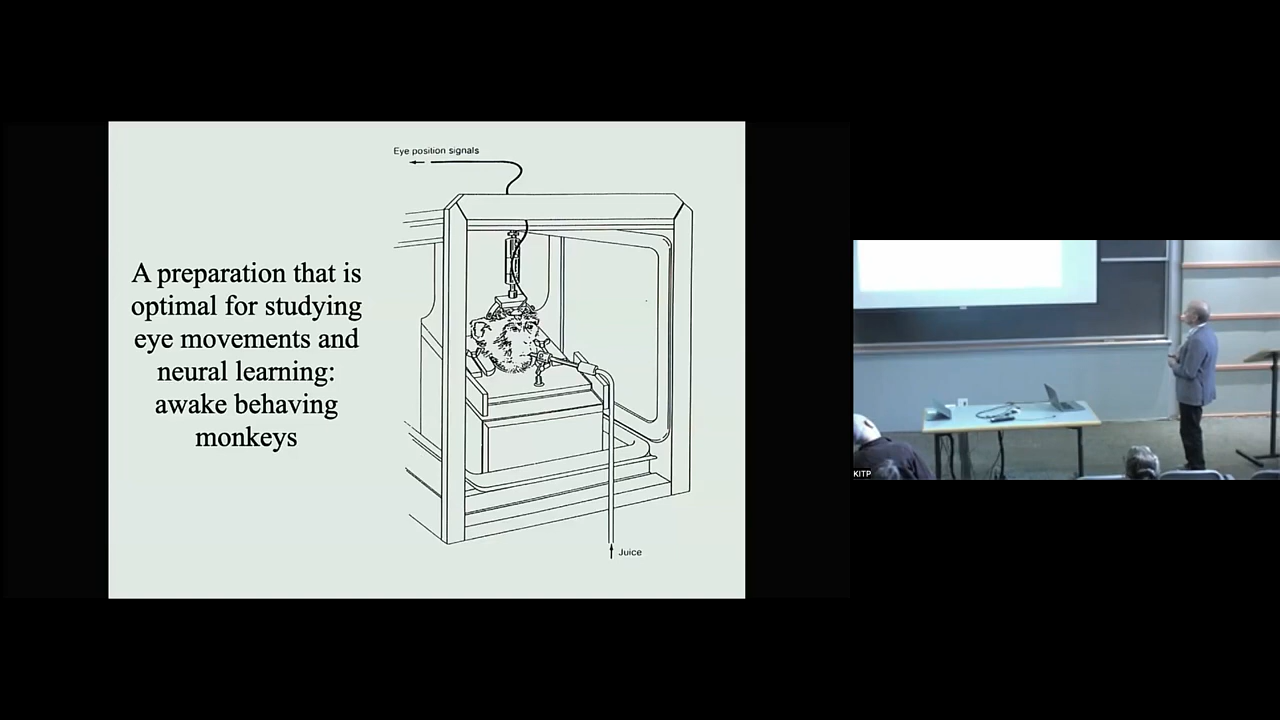 Eye position signals
A preparation that is
optimal for studying
eye movements and
neural learning:
awake behaving
monkeys
Juice
KITP